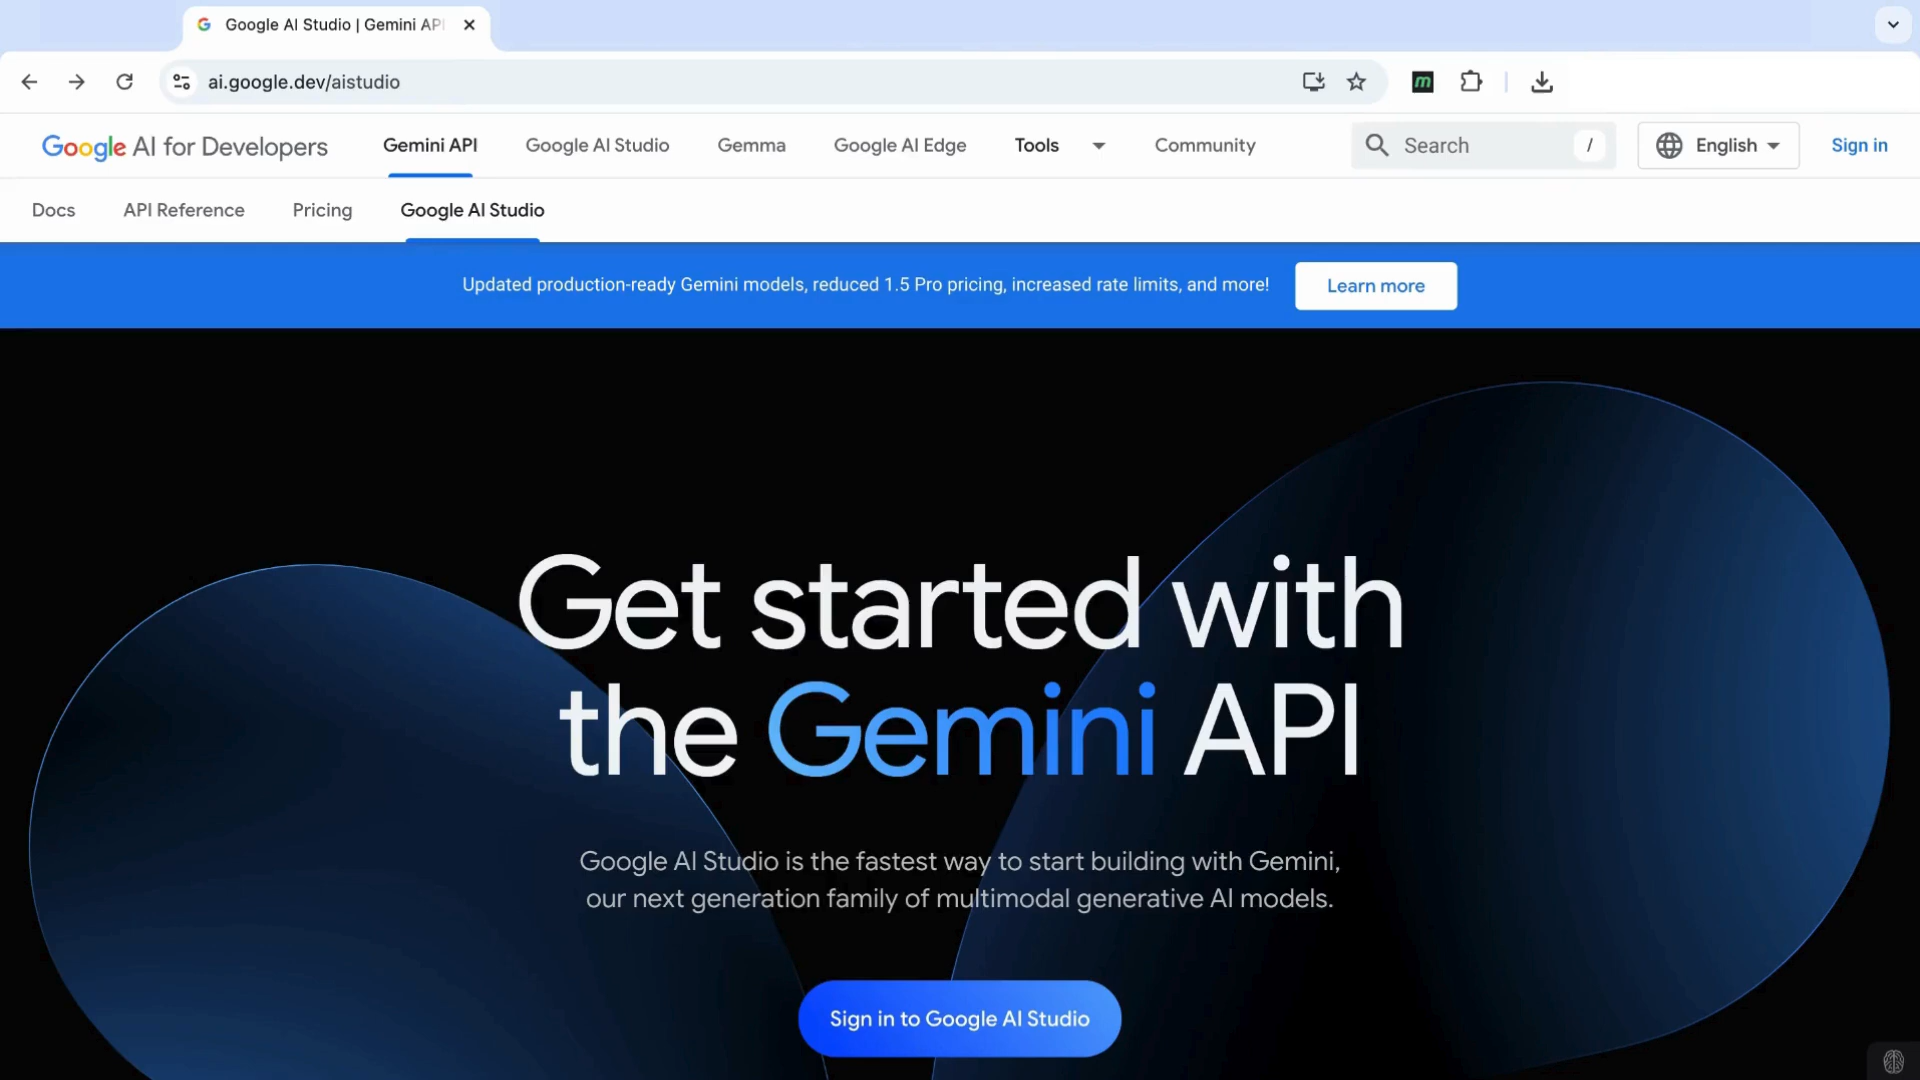 Google AI Studio | Gemini AP
ai.google.dev/aistudio
m
Google AI for Developers
Gemini API
Google AI Studio
Gemma
Google AI Edge
Tools
Community
Search
/
English
Sign in
Docs
API Reference
Pricing
Google AI Studio
Updated production-ready Gemini models, reduced 1.5 Pro pricing, increased rate limits, and more!
Learn more
Get started with
the Gemini API
Google AI Studio is the fastest way to start building with Gemini,
our next generation family of multimodal generative AI models.
Sign in to Google AI Studio